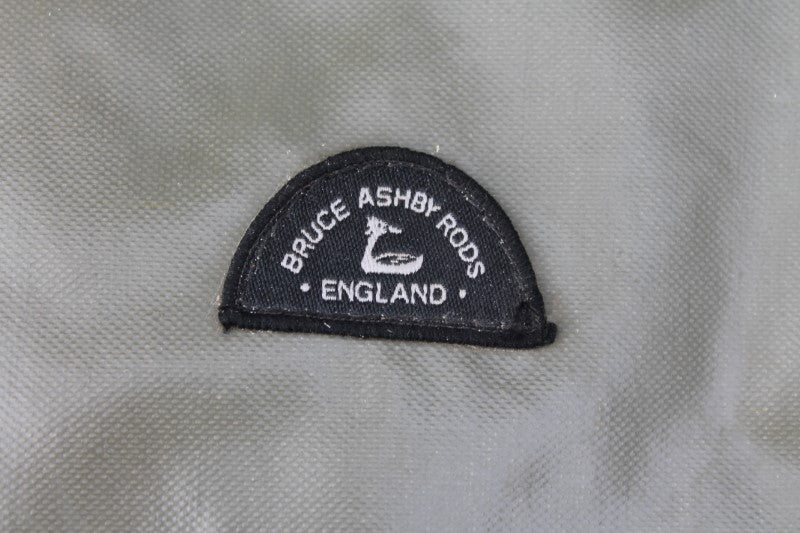 BRUCE ASHBY RODS
• ENGLAND •